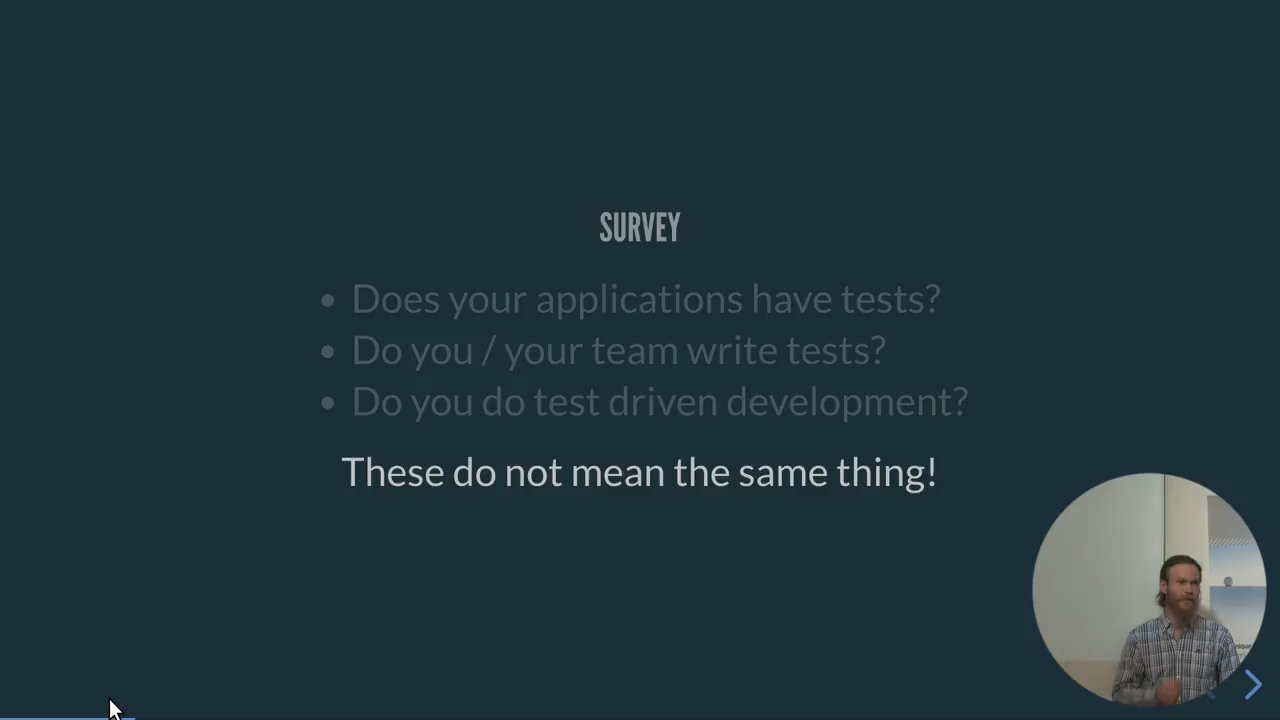 SURVEY
Does your applications have tests?
Do you / your team write tests?
Do you do test driven development?
These do not mean the same thing!